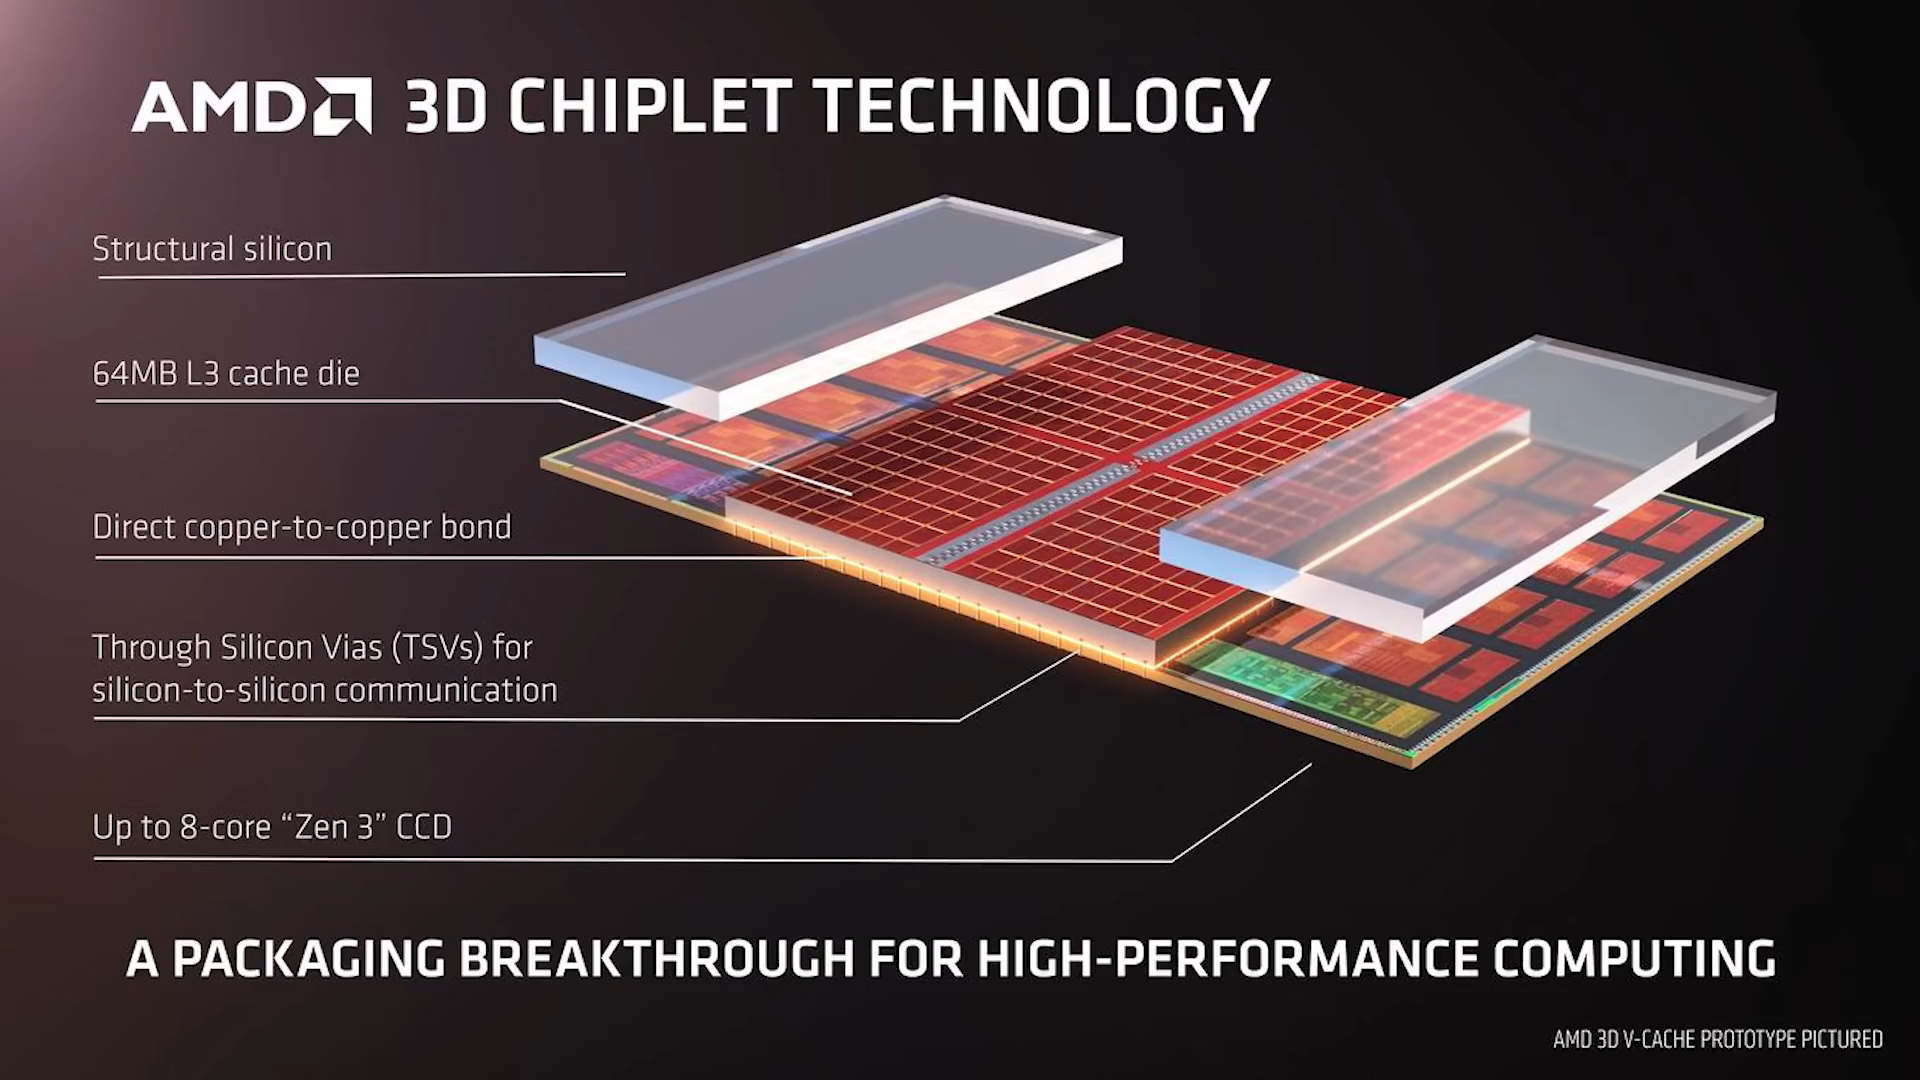 AMD 3D CHIPLET TECHNOLOGY
Structural silicon
64MB L3 cache die
Direct copper-to-copper bond
Through Silicon Vias (TSVs) for
silicon-to-silicon communication
Up to 8-core “Zen 3” CCD
A PACKAGING BREAKTHROUGH FOR HIGH-PERFORMANCE COMPUTING
AMD 3D V-CACHE PROTOTYPE PICTURED